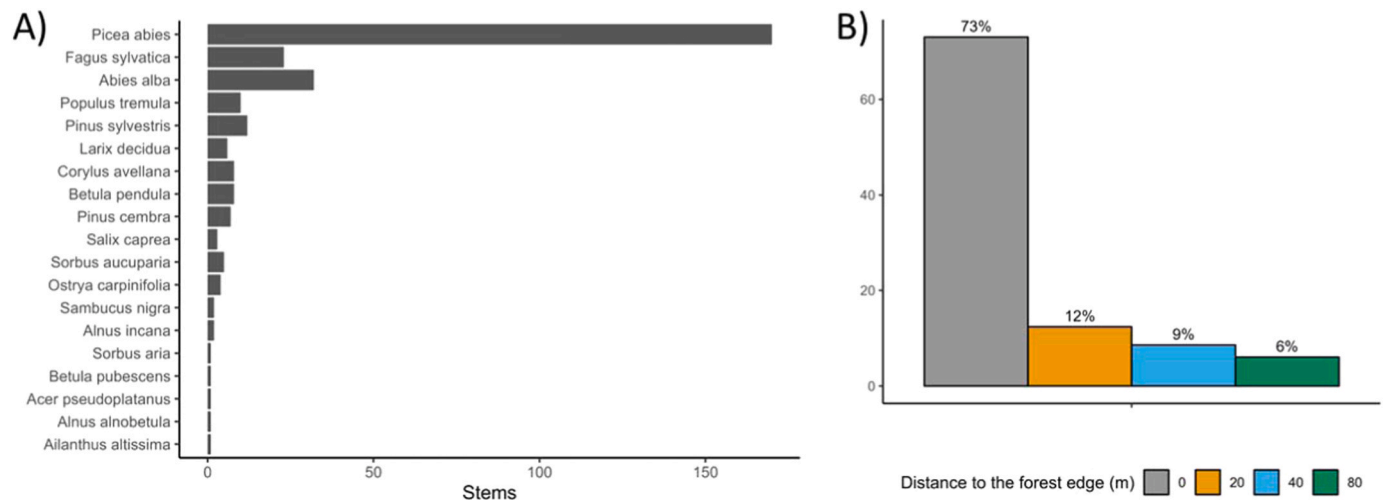 A)
Picea abies
Fagus sylvatica
Abies alba
Populus tremula
Pinus sylvestris
Larix decidua
Corylus avellana
Betula pendula
Pinus cembra
Salix caprea
Sorbus aucuparia
Ostrya carpinifolia
Sambucus nigra
Alnus incana
Sorbus aria
Betula pubescens
Acer pseudoplatanus
Alnus alnobetula
Ailanthus altissima
0 50 100 150
Stems
B)
73%
60
40
20
12%
9%
6%
0
Distance to the forest edge (m) 0 20 40 80